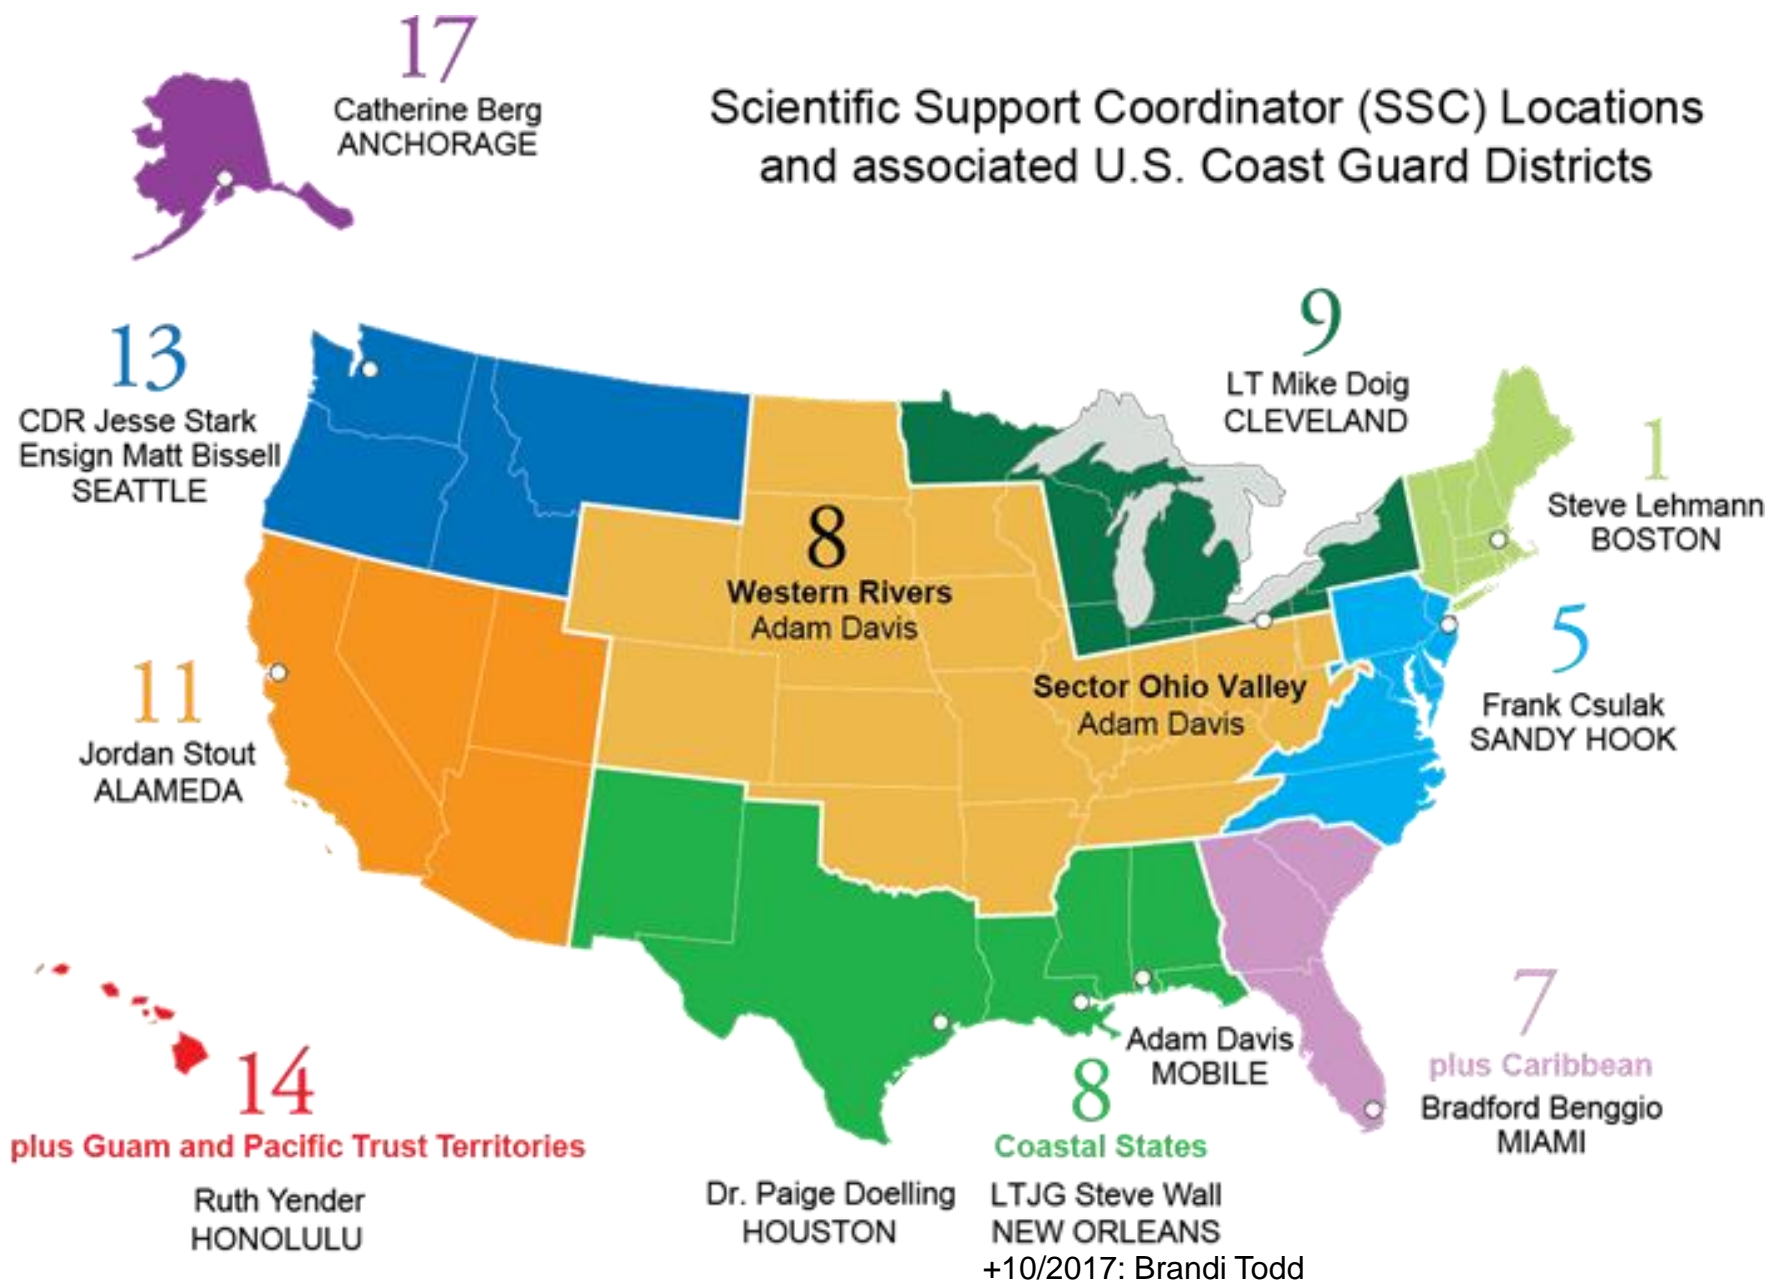 17
Catherine Berg
ANCHORAGE
Scientific Support Coordinator (SSC) Locations
and associated U.S. Coast Guard Districts
13
CDR Jesse Stark
Ensign Matt Bissell
SEATTLE
9
LT Mike Doig
CLEVELAND
1
Steve Lehmann
BOSTON
8
Western Rivers
Adam Davis
Sector Ohio Valley
Adam Davis
5
Frank Csulak
SANDY HOOK
11
Jordan Stout
ALAMEDA
14
plus Guam and Pacific Trust Territories
Ruth Yender
HONOLULU
Dr. Paige Doelling
HOUSTON
Adam Davis
MOBILE
8
Coastal States
LTJG Steve Wall
NEW ORLEANS
+10/2017: Brandi Todd
7
plus Caribbean
Bradford Benggio
MIAMI